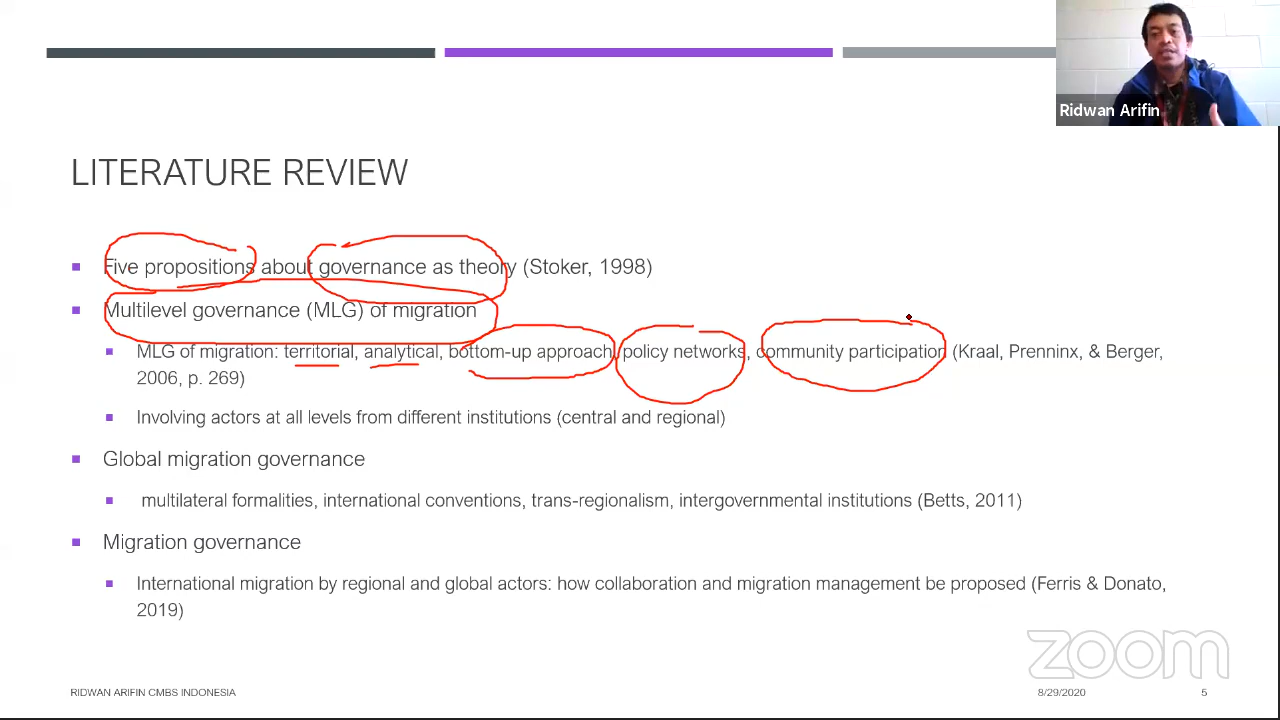 Ridwan Arifin
LITERATURE REVIEW
Five propositions about governance as theory (Stoker, 1998)
Multilevel governance (MLG) of migration
MLG of migration: territorial, analytical, bottom-up approach, policy networks, community participation (Kraal, Prenninx, & Berger,
2006, p. 269)
Involving actors at all levels from different institutions (central and regional)
Global migration governance
multilateral formalities, international conventions, trans-regionalism, intergovernmental institutions (Betts, 2011)
Migration governance
International migration by regional and global actors: how collaboration and migration management be proposed (Ferris & Donato,
2019)
zoom
RIDWAN ARIFIN CMBS INDONESIA
8/29/2020
5